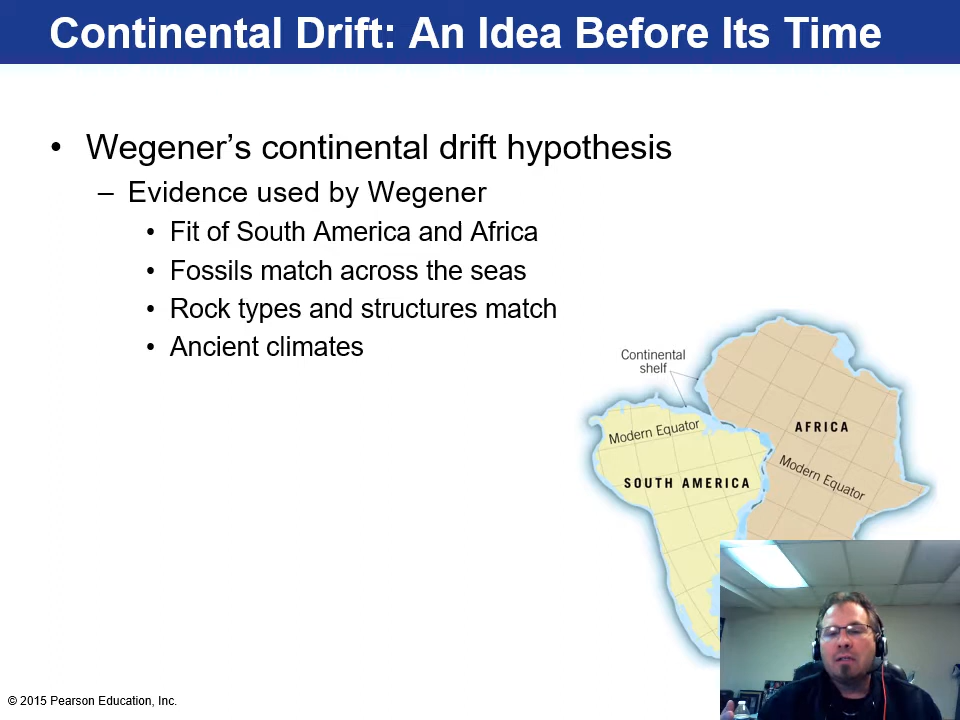 Continental Drift: An Idea Before Its Time
• Wegener’s continental drift hypothesis
– Evidence used by Wegener
• Fit of South America and Africa
• Fossils match across the seas
• Rock types and structures match
• Ancient climates
Continental
shelf
AFRICA
Modern Equator
SOUTH AMERICA
Modern Equator
© 2015 Pearson Education, Inc.